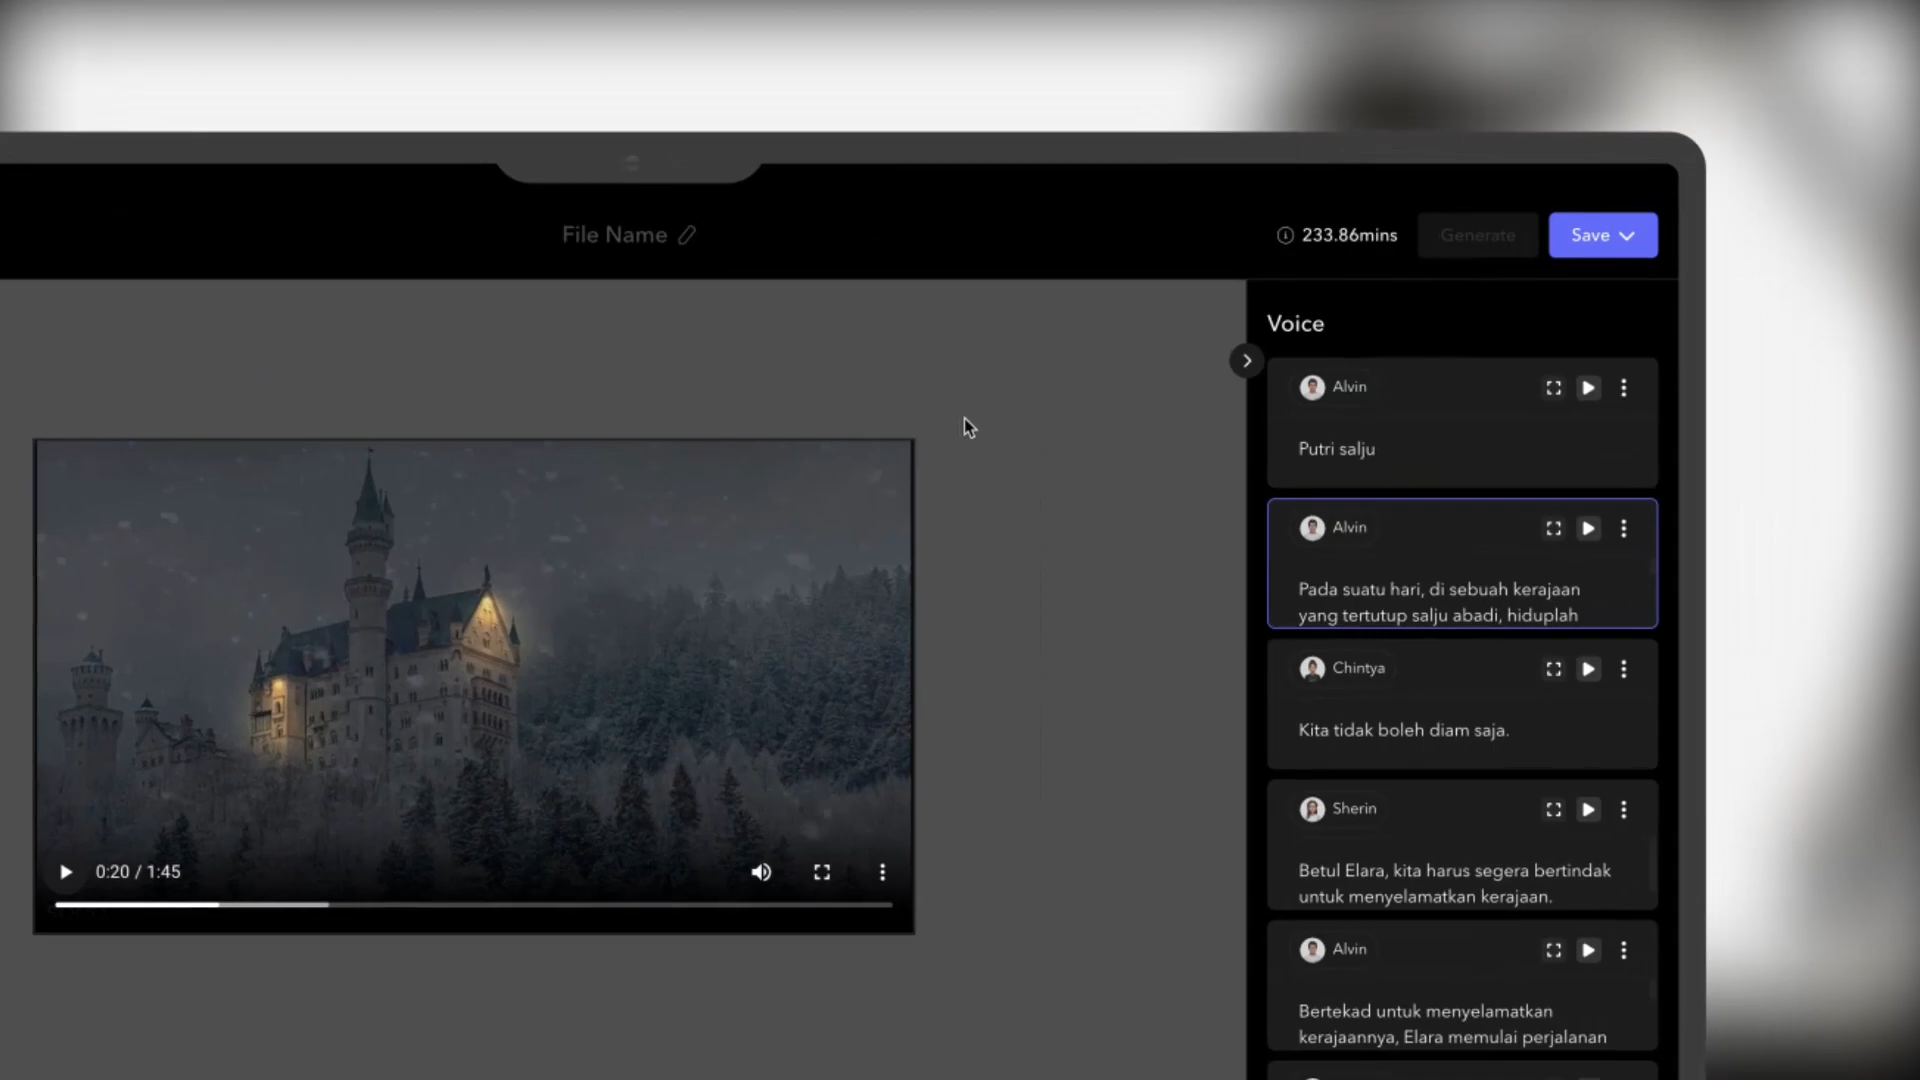 File Name
233.86mins
Generate
Save
Voice
Alvin
Putri salju
Alvin
Pada suatu hari, di sebuah kerajaan
yang tertutup salju abadi, hiduplah
Chintya
Kita tidak boleh diam saja.
Sherin
Betul Elara, kita harus segera bertindak
untuk menyelamatkan kerajaan.
Alvin
Bertekad untuk menyelamatkan
kerajaannya, Elara memulai perjalanan
0:20 / 1:45